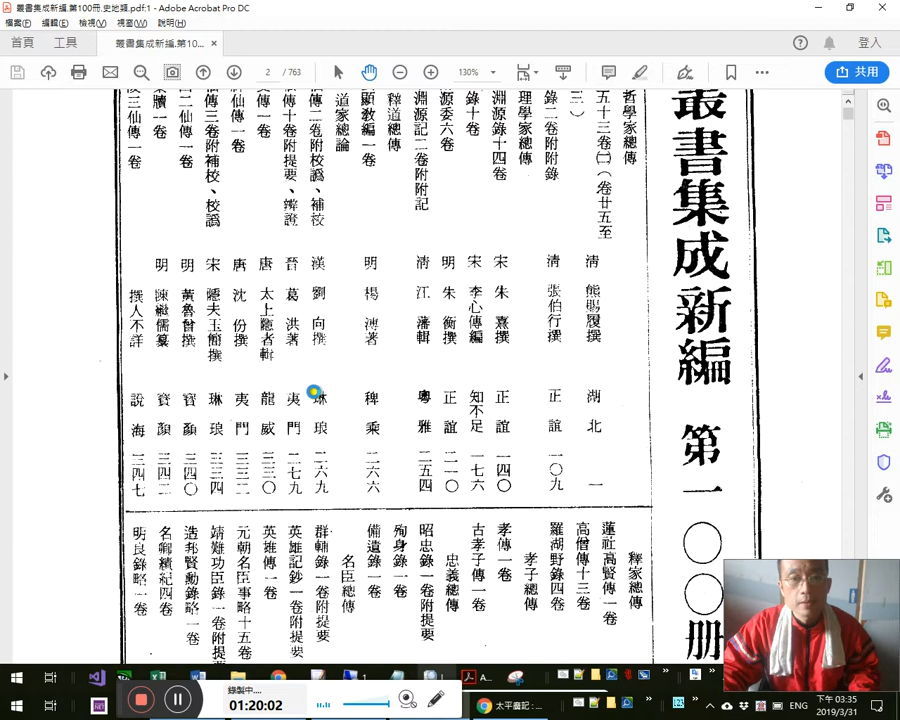 叢書集成新編.第100冊.史地類.pdf:1 - Adobe Acrobat Pro DC
檔案(F) 編輯(E) 檢視(V) 視窗(W) 說明(H)
首頁 工具 叢書集成新編.第10... × 登入
2 / 763 130% 共用
叢書集成新編 第一〇〇冊
哲學家總傳
五十三卷㈡(卷廿五至
三)
清 熊賜履撰 湖北 一
錄二卷附附錄 清 張伯行撰 正誼 一〇九
理學家總傳
淵源錄十四卷 宋 朱熹撰 正誼 一四〇
錄十卷 宋 李心傳編 知不足 一七六
源委六卷 明 朱衡撰 正誼 二一〇
淵源記二卷附附記 清 江藩輯 粵雅 二五四
釋道總傳
顯教編一卷 明 楊溥著 稗乘 二六六
道家總論
傳二卷附校譌、補校 漢 劉向撰 琳琅 二六九
傳十卷附提要、辨證 晉 葛洪著 夷門 二七九
傳一卷 唐 太上隱者輯 龍威 三三〇
仙傳一卷 唐 沈份撰 夷門 三三二
傳三卷附補校、校譌 宋 隱夫玉簡撰 琳琅 三三四
二仙傳一卷 明 黃魯曾撰 寶顏 三四〇
牘一卷 明 陳繼儒纂 寶顏 三四二
三仙傳一卷 撰人不詳 說海 三四七
釋家總傳
蓮社高賢傳一卷
高僧傳十三卷
羅湖野錄四卷
孝子總傳
孝傳一卷
古孝子傳一卷
忠義總傳
昭忠錄一卷附提要
殉身錄一卷
備遺錄一卷
名臣總傳
群輔錄一卷附提要
英雄記鈔一卷附提要
英雄傳一卷
元朝名臣事略十五卷
靖難功臣錄一卷附提要
造邦賢勳錄略一卷
名卿績紀四卷
明良錄略一卷
錄製中....
01:20:02
太平廣記 :...
ENG
下午 03:35
2019/3/31